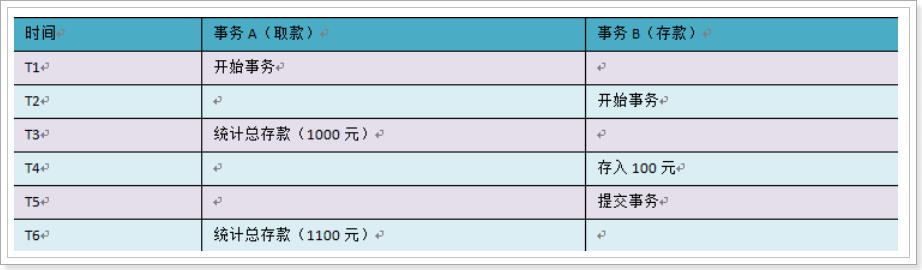 时间 事务 A（取款） 事务 B（存款）
T1 开始事务
T2 开始事务
T3 统计总存款（1000 元）
T4 存入 100 元
T5 提交事务
T6 统计总存款（1100 元）